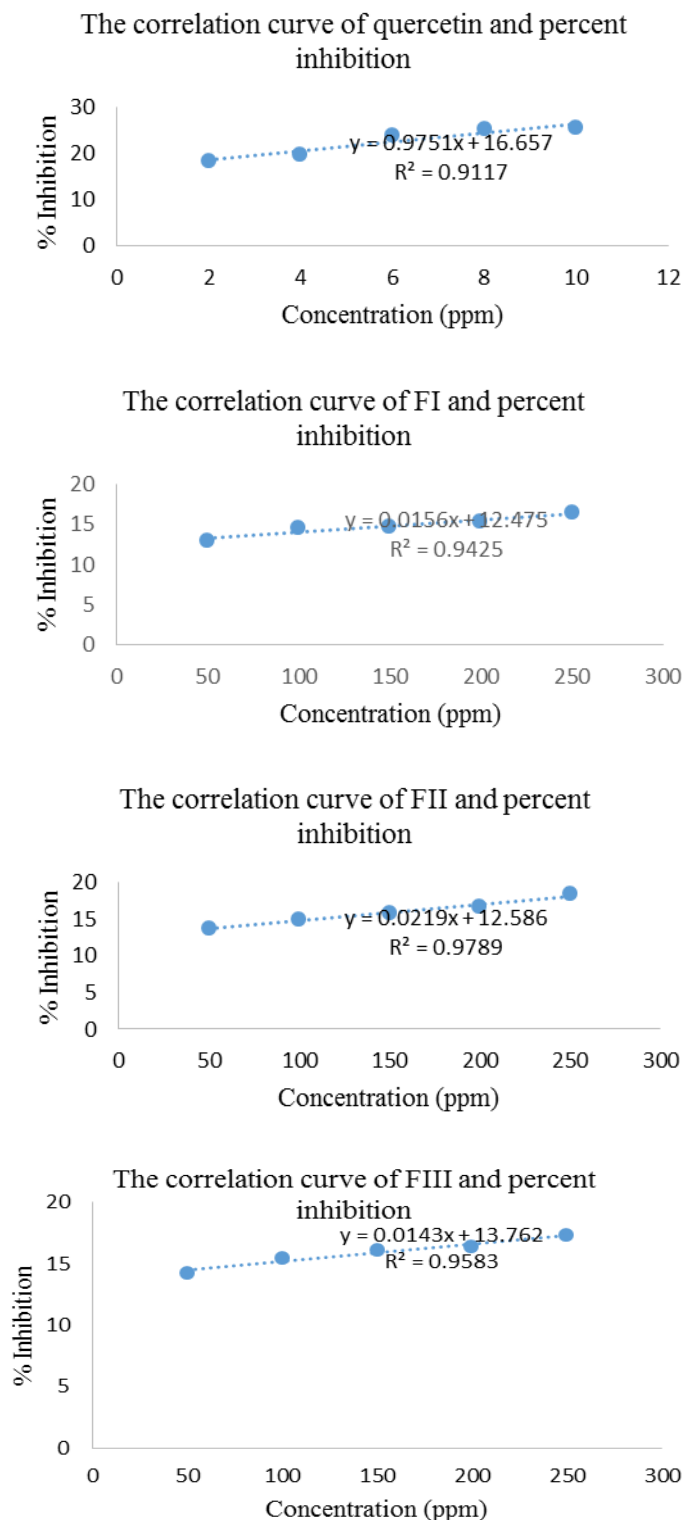 The correlation curve of quercetin and percent
inhibition
30
20
10
0
y = 0.9751x + 16.657
R² = 0.9117
% Inhibition
0 2 4 6 8 10 12
Concentration (ppm)
The correlation curve of FI and percent
inhibition
20
15
10
5
0
y = 0.0156x + 12.475
R² = 0.9425
% Inhibition
0 50 100 150 200 250 300
Concentration (ppm)
The correlation curve of FII and percent
inhibition
20
15
10
5
0
y = 0.0219x + 12.586
R² = 0.9789
% Inhibition
0 50 100 150 200 250 300
Concentration (ppm)
The correlation curve of FIII and percent
inhibition
20
15
10
5
0
y = 0.0143x + 13.762
R² = 0.9583
% Inhibition
0 50 100 150 200 250 300
Concentration (ppm)